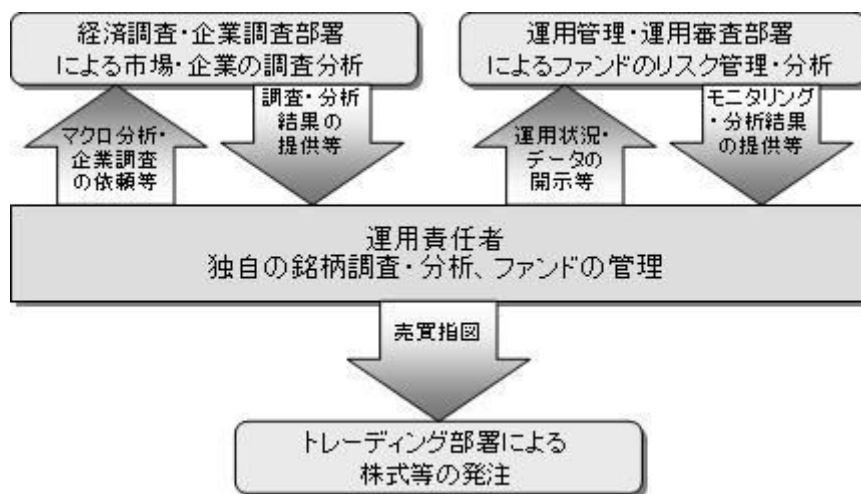 経済調査・企業調査部署
による市場・企業の調査分析
運用管理・運用審査部署
によるファンドのリスク管理・分析
マクロ分析・
企業調査
の依頼等
調査・分析
結果の
提供等
運用状況・
データの
開示等
モニタリング
・分析結果
の提供等
運用責任者
独自の銘柄調査・分析、ファンドの管理
売買指図
トレーディング部署による
株式等の発注